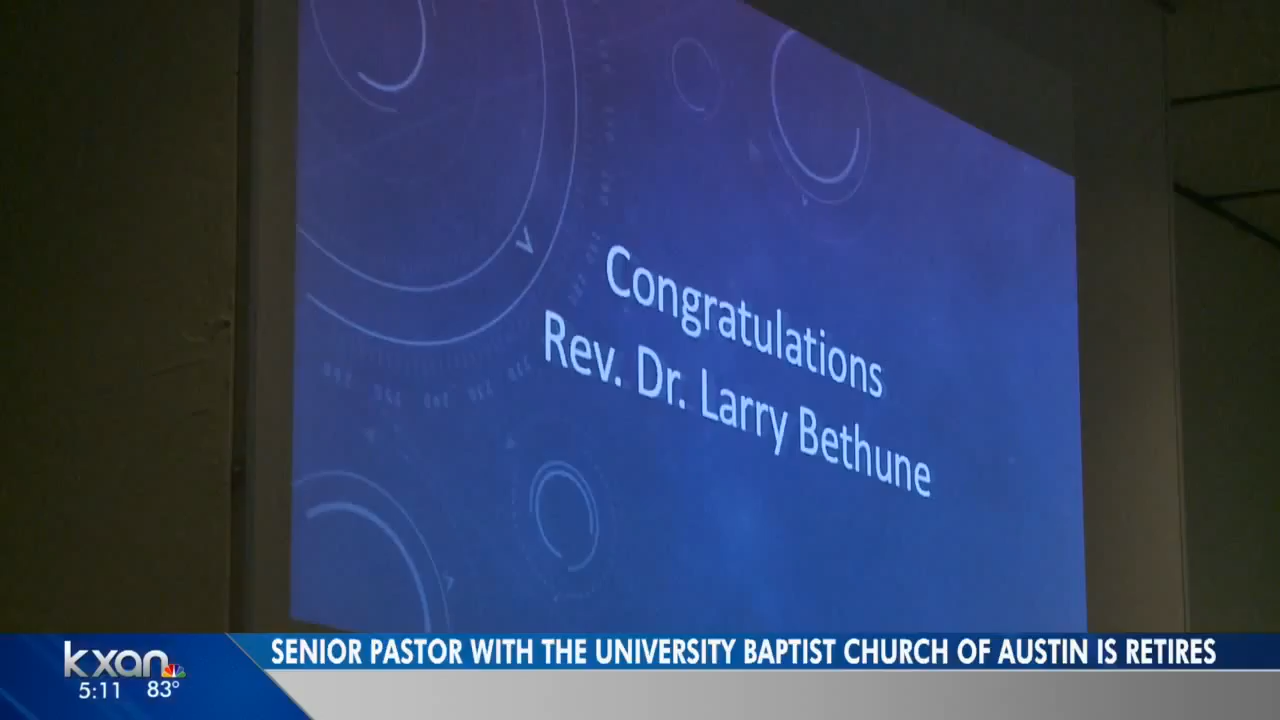 Congratulations
Rev. Dr. Larry Bethune
SENIOR PASTOR WITH THE UNIVERSITY BAPTIST CHURCH OF AUSTIN IS RETIRES
kxan
5:11 83°